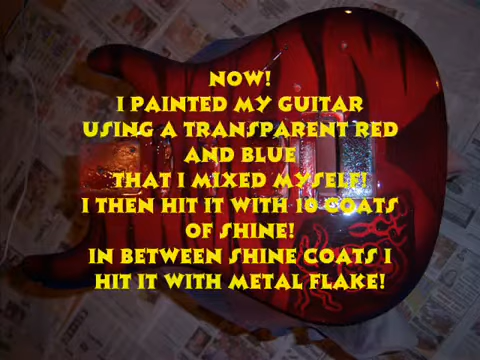 NOW!
I PAINTED MY GUITAR
USING A TRANSPARENT RED
AND BLUE
THAT I MIXED MYSELF!
I THEN HIT IT WITH 10 COATS
OF SHINE!
IN BETWEEN SHINE COATS I
HIT IT WITH METAL FLAKE!